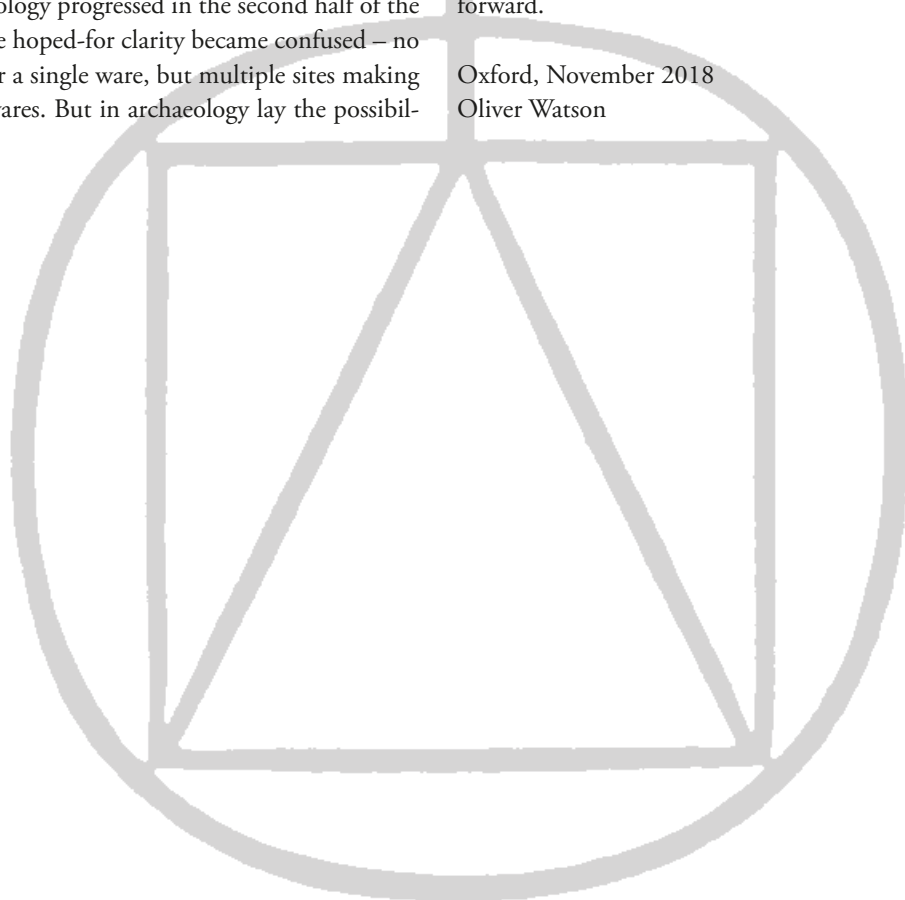 ology progressed in the second half of the
e hoped-for clarity became confused – no
r a single ware, but multiple sites making
ares. But in archaeology lay the possibil-
forward.
Oxford, November 2018
Oliver Watson